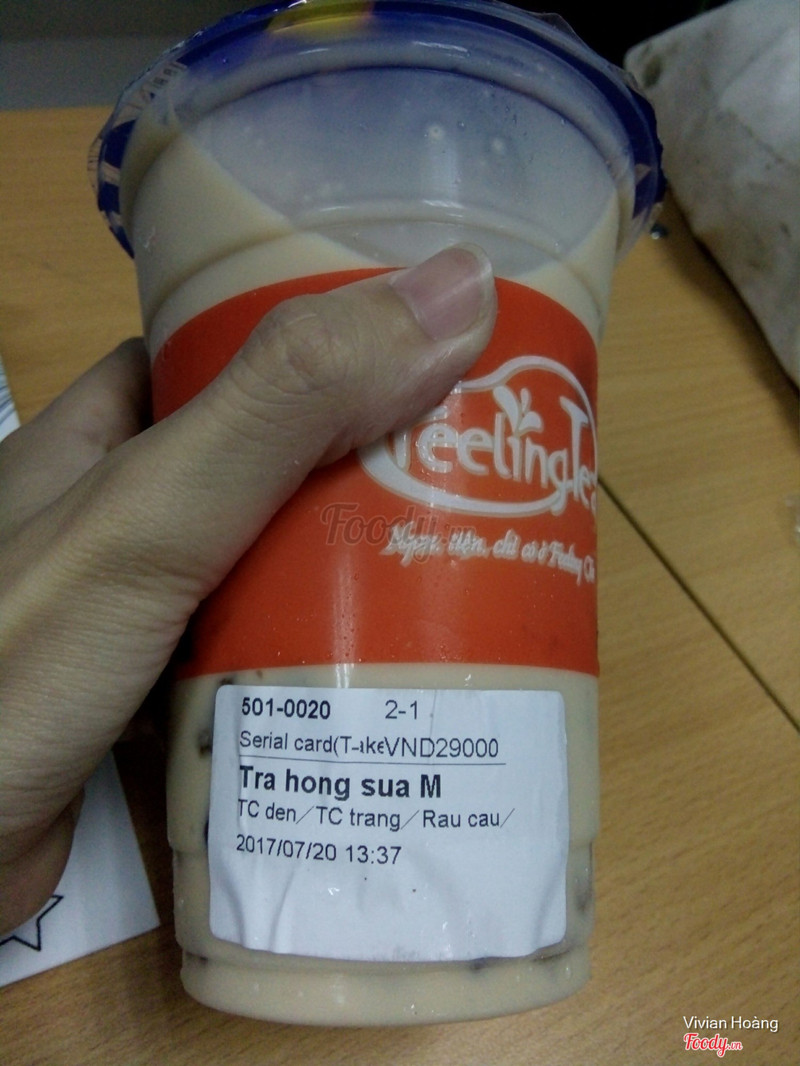 FeelingTea
Foody.vn
501-0020 2-1
Serial card(T-akeVND29000
Tra hong sua M
TC den/TC trang/Rau cau/
2017/07/20 13:37
Vivian Hoàng
Foody.vn